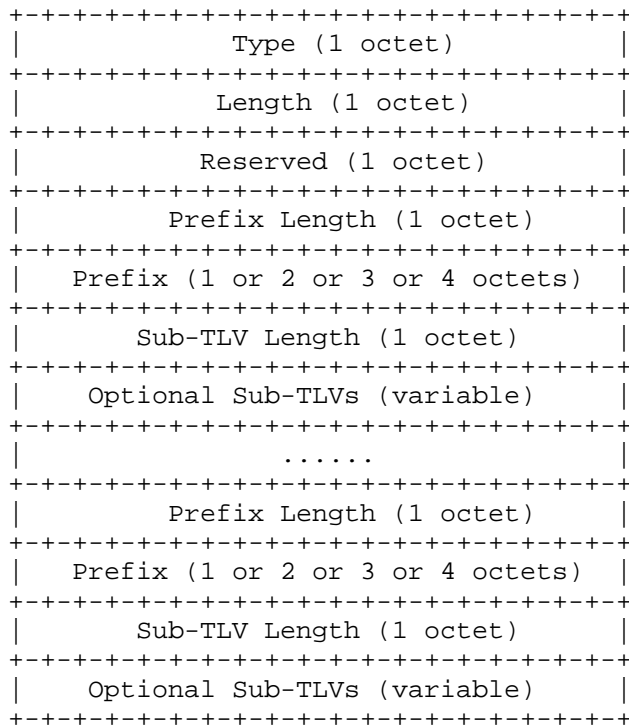 +-+-+-+-+-+-+-+-+-+-+-+-+-+-+-+-+-+-+-+
|             Type (1 octet)            |
+-+-+-+-+-+-+-+-+-+-+-+-+-+-+-+-+-+-+-+
|            Length (1 octet)           |
+-+-+-+-+-+-+-+-+-+-+-+-+-+-+-+-+-+-+-+
|           Reserved (1 octet)          |
+-+-+-+-+-+-+-+-+-+-+-+-+-+-+-+-+-+-+-+
|         Prefix Length (1 octet)       |
+-+-+-+-+-+-+-+-+-+-+-+-+-+-+-+-+-+-+-+
|   Prefix (1 or 2 or 3 or 4 octets)    |
+-+-+-+-+-+-+-+-+-+-+-+-+-+-+-+-+-+-+-+
|       Sub-TLV Length (1 octet)        |
+-+-+-+-+-+-+-+-+-+-+-+-+-+-+-+-+-+-+-+
|    Optional Sub-TLVs (variable)       |
+-+-+-+-+-+-+-+-+-+-+-+-+-+-+-+-+-+-+-+
|                ......                 |
+-+-+-+-+-+-+-+-+-+-+-+-+-+-+-+-+-+-+-+
|         Prefix Length (1 octet)       |
+-+-+-+-+-+-+-+-+-+-+-+-+-+-+-+-+-+-+-+
|   Prefix (1 or 2 or 3 or 4 octets)    |
+-+-+-+-+-+-+-+-+-+-+-+-+-+-+-+-+-+-+-+
|       Sub-TLV Length (1 octet)        |
+-+-+-+-+-+-+-+-+-+-+-+-+-+-+-+-+-+-+-+
|    Optional Sub-TLVs (variable)       |
+-+-+-+-+-+-+-+-+-+-+-+-+-+-+-+-+-+-+-+